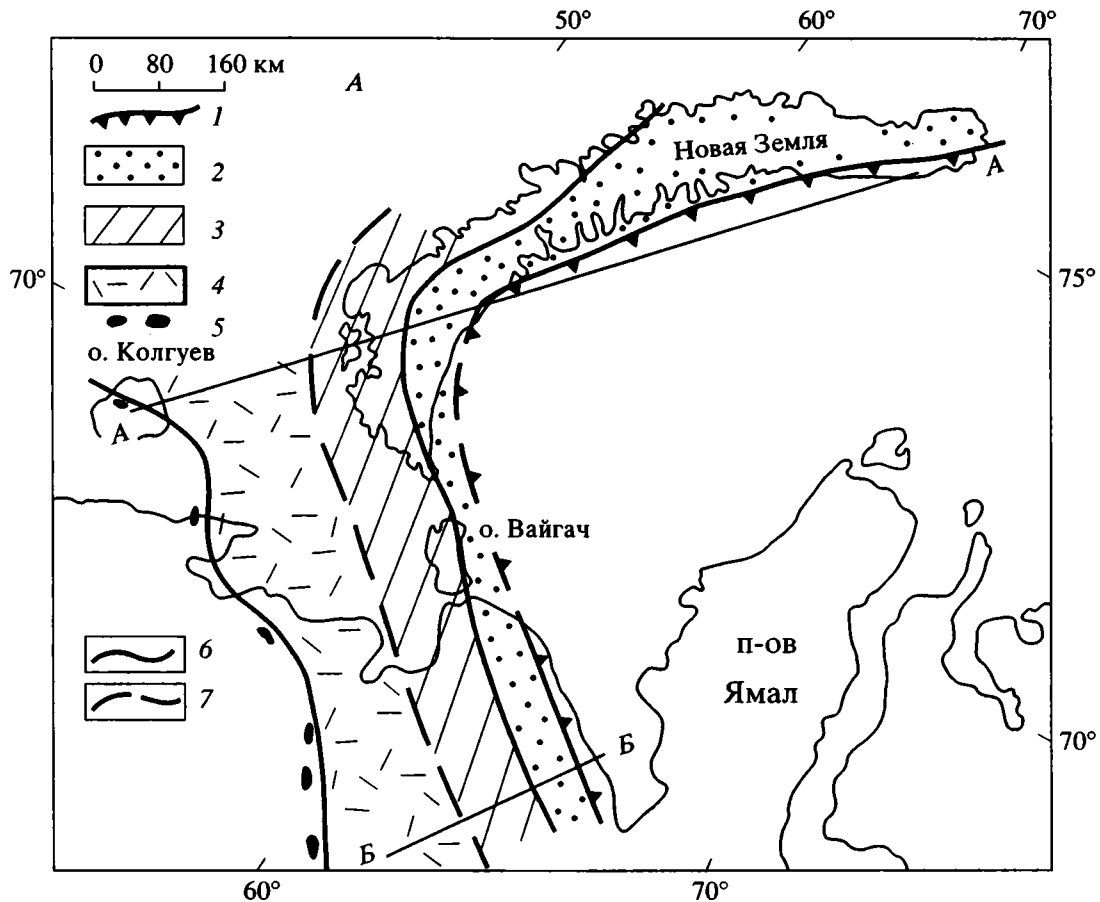 50° 60° 70°
0 80 160 км
А
1
2
3
4
5
6
7
Новая Земля
А
70°
75°
о. Колгуев
А
о. Вайгач
п-ов
Ямал
Б
70°
Б
60° 70°